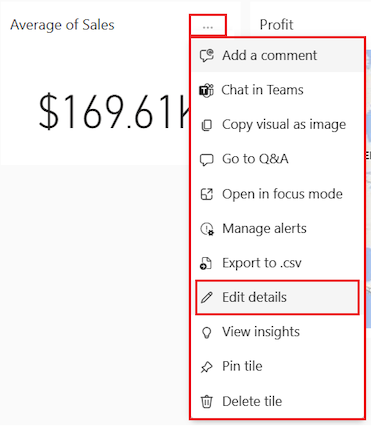 Average of Sales
...
Profit
$169.61K
Add a comment
Chat in Teams
Copy visual as image
Go to Q&A
Open in focus mode
Manage alerts
Export to .csv
Edit details
View insights
Pin tile
Delete tile